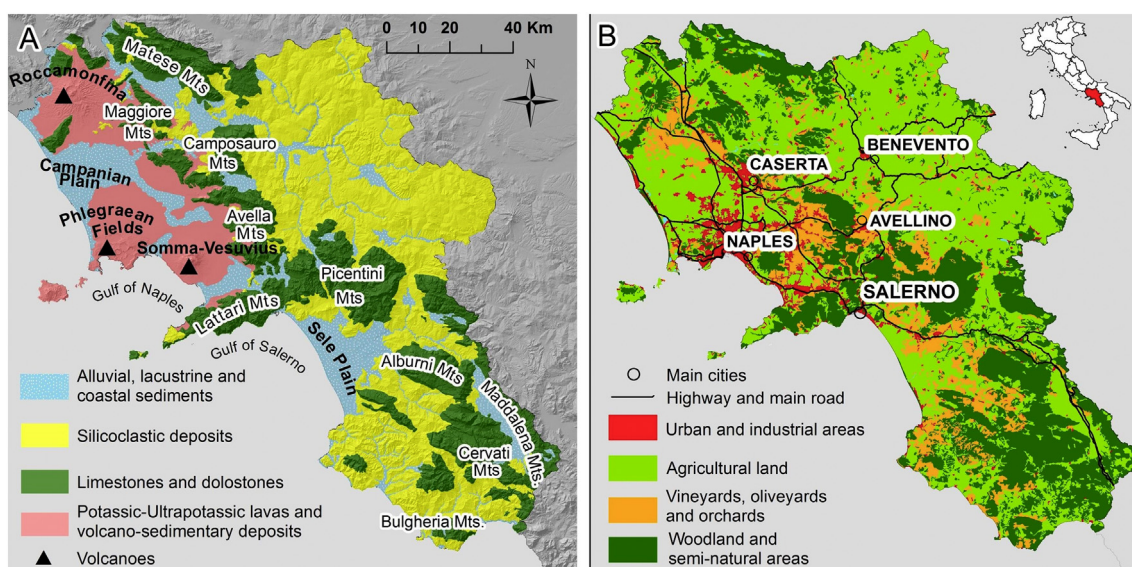 A
0
20
40 Km
N
Matese Mts
Roccamonfina
Maggiore
Mts
Camposauro
Mts
Campanian
Plain
Phlegraean
Fields
Avella
Mts
Somma-Vesuvius
Picentini
Mts
Gulf of Naples
Lattari Mts
Gulf of Salerno
Sele Plain
Alburni Mts
Maddalena Mts.
Cervati
Mts
Bulgheria Mts.
Alluvial, lacustrine and
coastal sediments
Silicoclastic deposits
Limestones and dolostones
Potassic-Ultrapotassic lavas and
volcano-sedimentary deposits
Volcanoes
B
BENEVENTO
CASERTA
AVELLINO
NAPLES
SALERNO
Main cities
Highway and main road
Urban and industrial areas
Agricultural land
Vineyards, oliveyards
and orchards
Woodland and
semi-natural areas